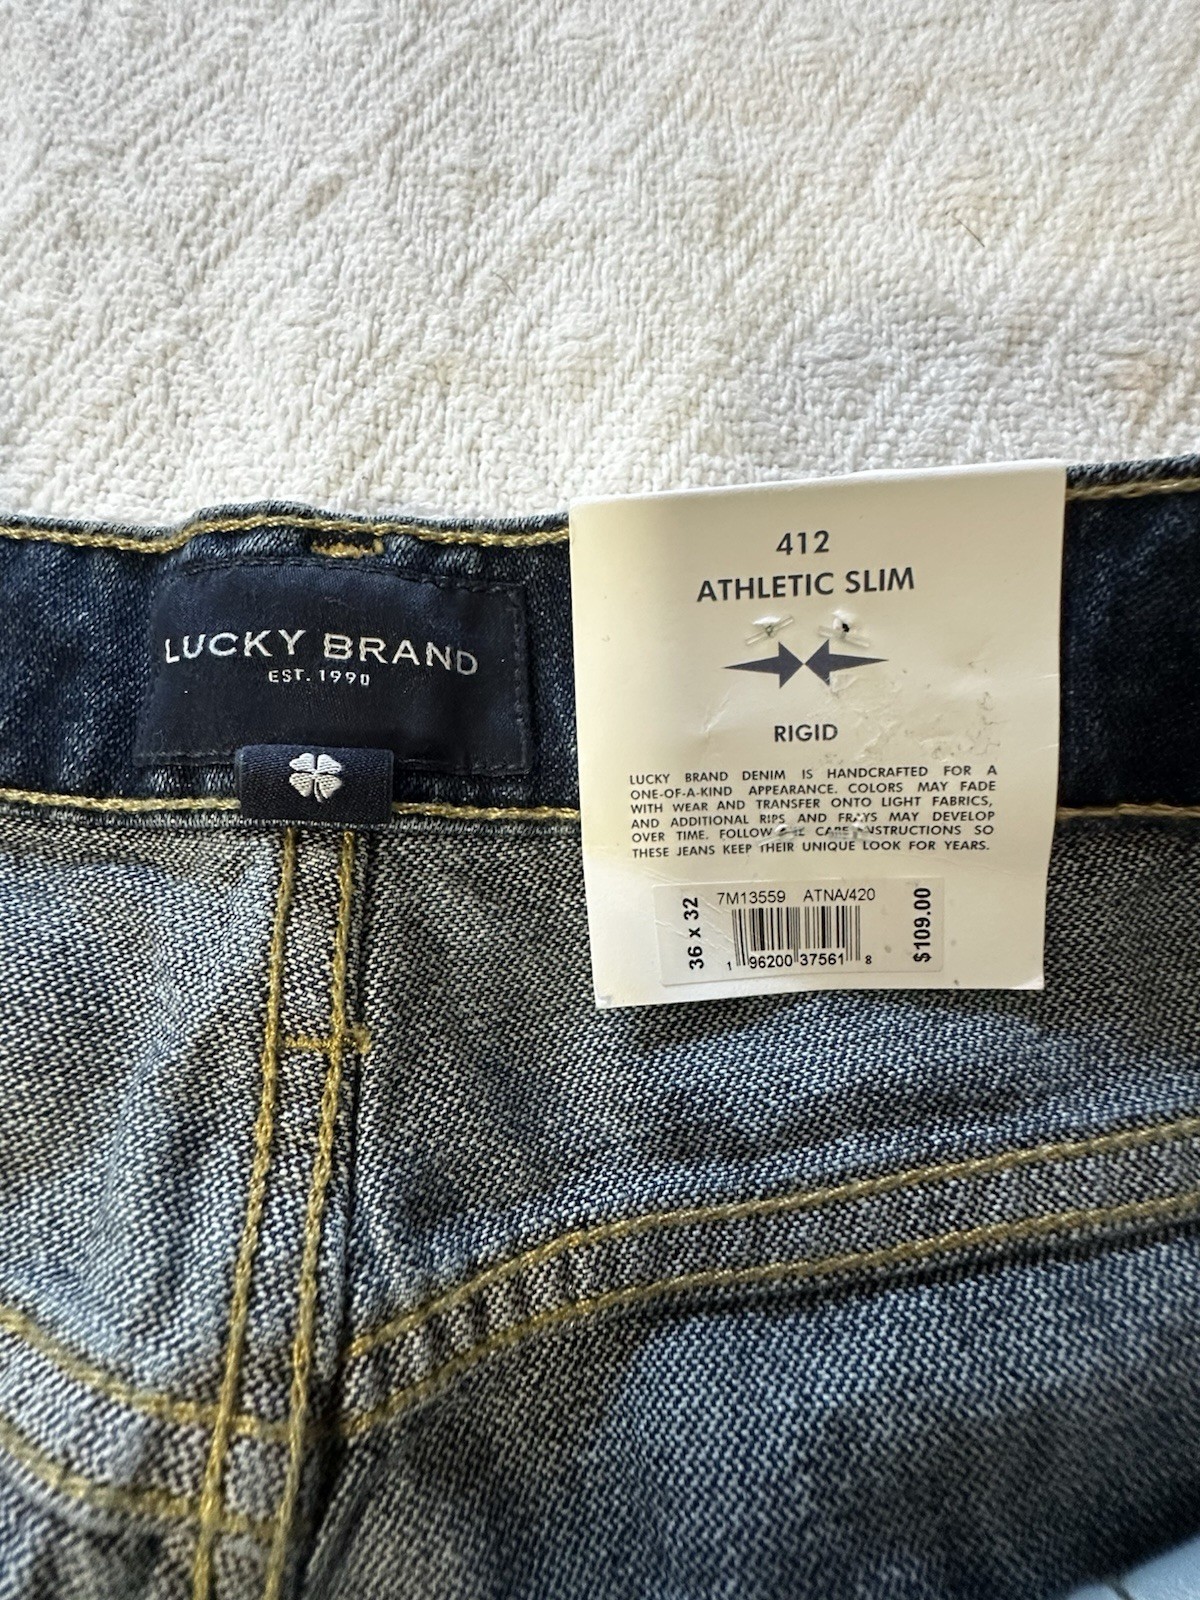 LUCKY BRAND
EST. 1990
412
ATHLETIC SLIM
RIGID
LUCKY BRAND DENIM IS HANDCRAFTED FOR A
ONE-OF-A-KIND APPEARANCE. COLORS MAY FADE
WITH WEAR AND TRANSFER ONTO LIGHT FABRICS,
AND ADDITIONAL RIPS AND FRAYS MAY DEVELOP
OVER TIME. FOLLOW CARE INSTRUCTIONS SO
THESE JEANS KEEP THEIR UNIQUE LOOK FOR YEARS.
36 x 32
7M13559 ATNA/420
1 96200 37561 8
$109.00